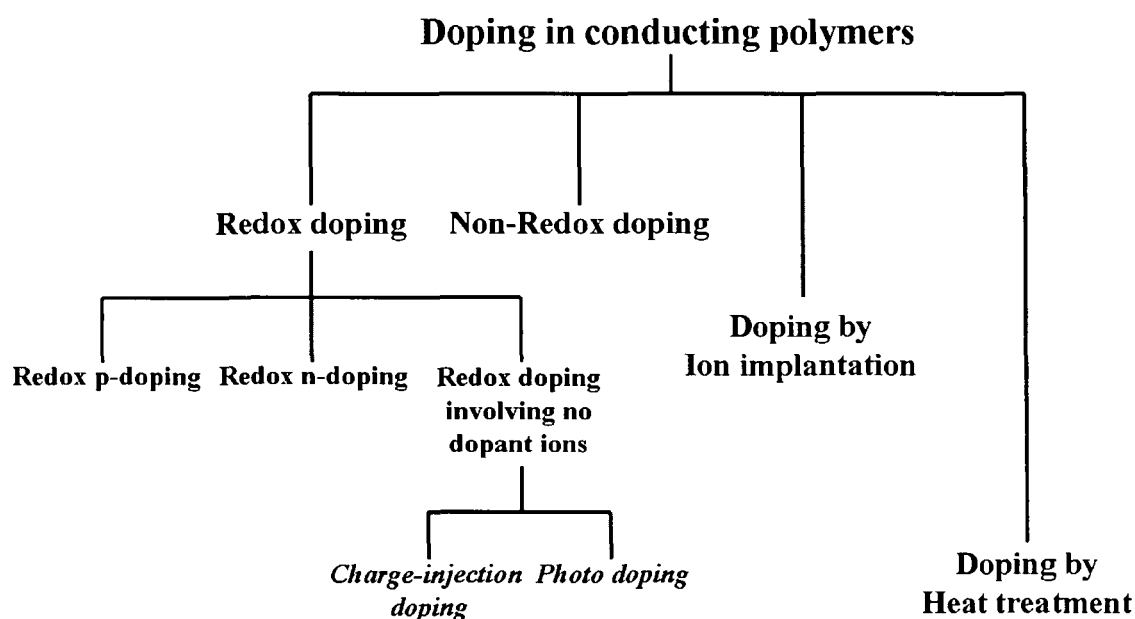 Doping in conducting polymers
Redox doping
Non-Redox doping
Doping by
Ion implantation
Redox p-doping
Redox n-doping
Redox doping
involving no
dopant ions
Charge-injection
doping
Photo doping
Doping by
Heat treatment